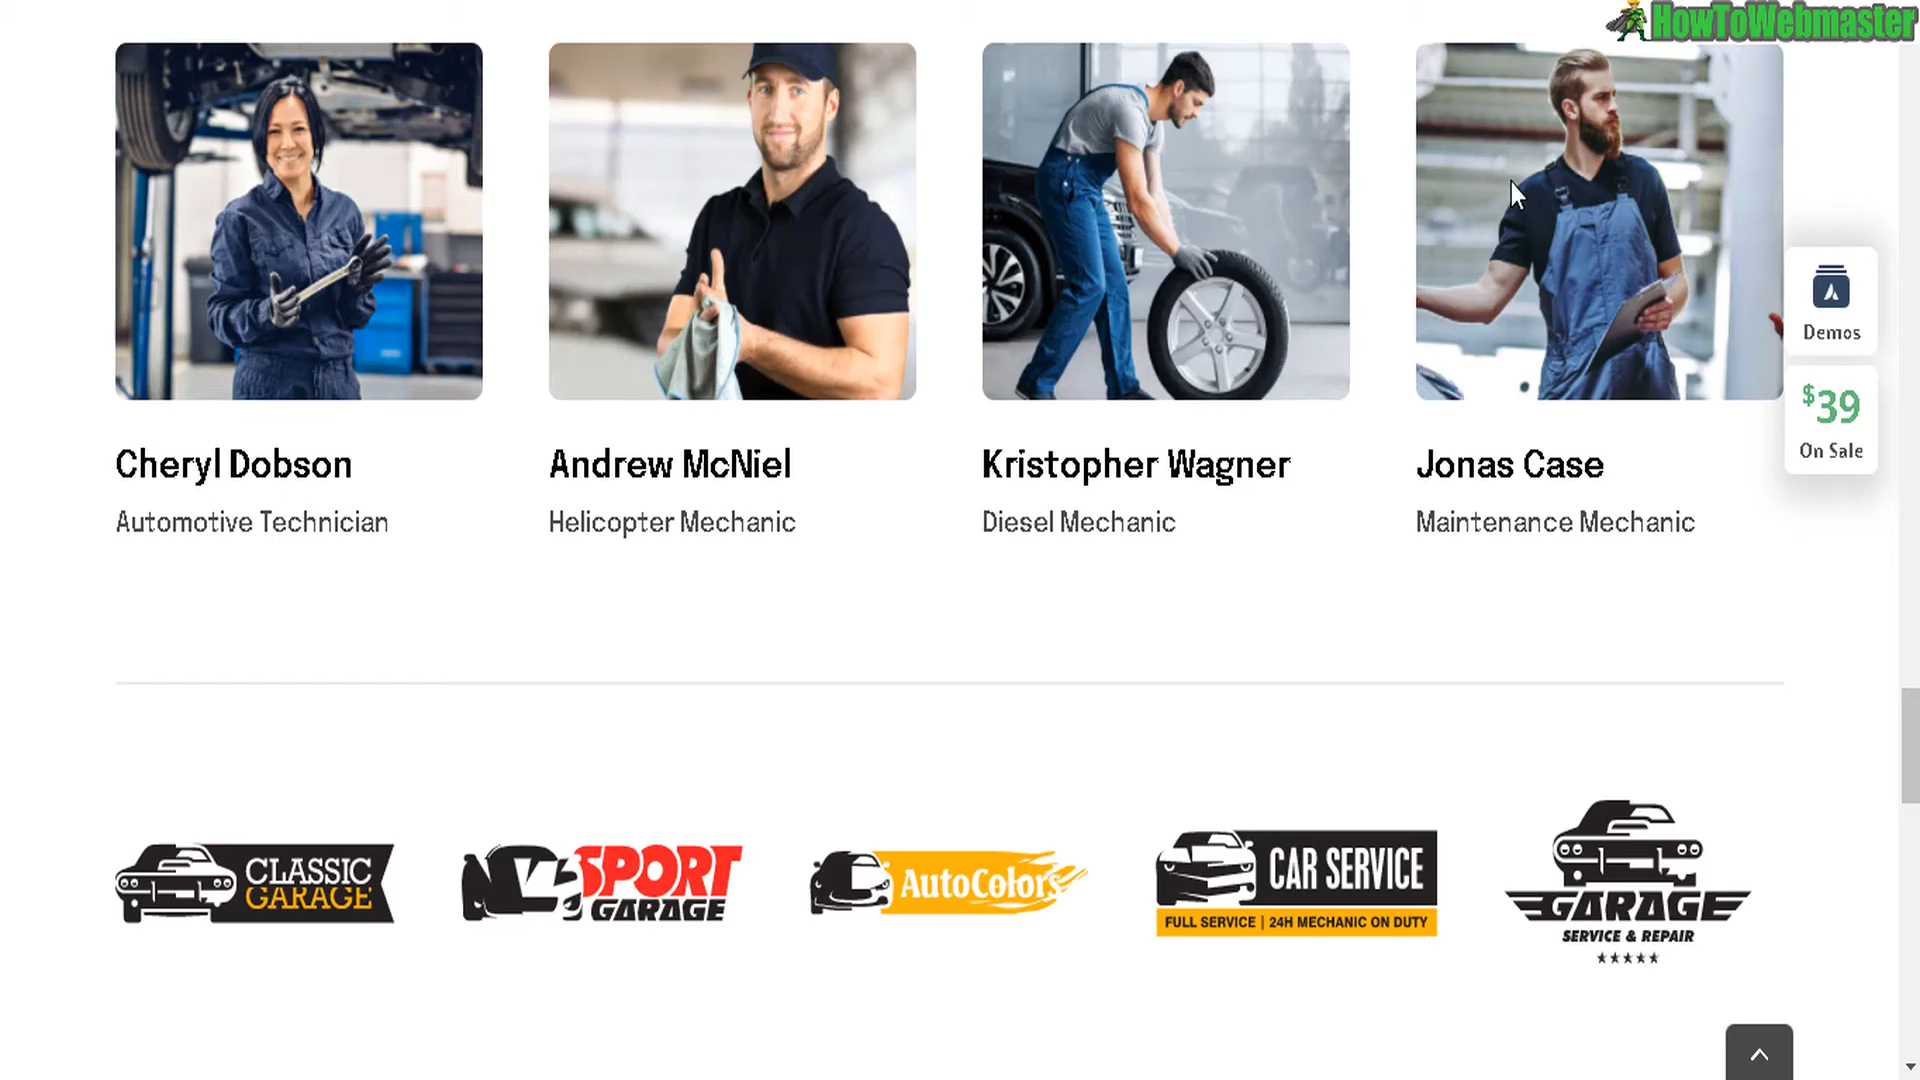 HowToWebmaster
Demos
$39
On Sale
Cheryl Dobson
Andrew McNiel
Kristopher Wagner
Jonas Case
Automotive Technician
Helicopter Mechanic
Diesel Mechanic
Maintenance Mechanic
CLASSIC
GARAGE
SPORT
GARAGE
AutoColors
CAR SERVICE
FULL SERVICE | 24H MECHANIC ON DUTY
GARAGE
SERVICE & REPAIR